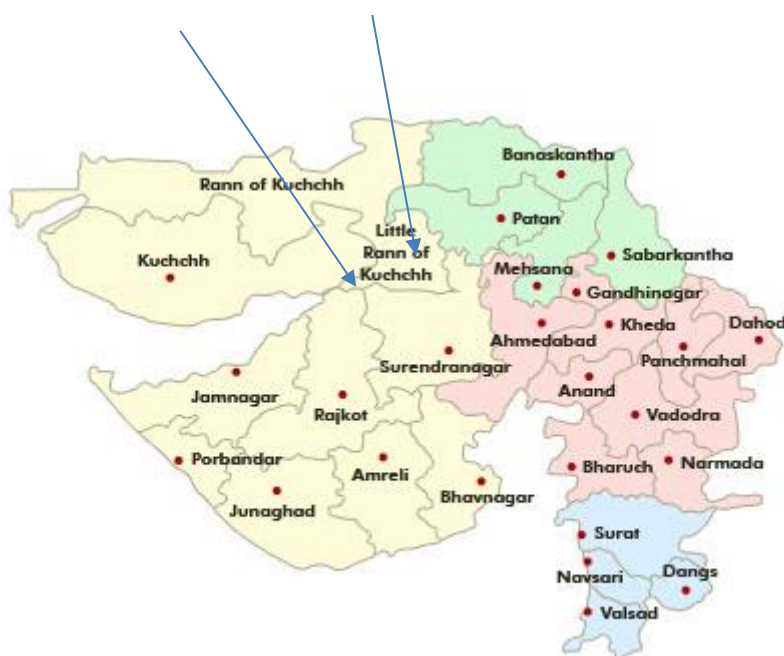 Banaskantha
Rann of Kuchchh
Patan
Little
Rann of
Kuchchh
Kuchchh
Sabarkantha
Mehsana
Gandhinagar
Ahmedabad
Kheda
Dahod
Panchmahal
Surendranagar
Jamnagar
Anand
Rajkot
Vadodra
Porbandar
Amreli
Bharuch
Narmada
Junaghad
Bhavnagar
Surat
Navsari
Dangs
Valsad